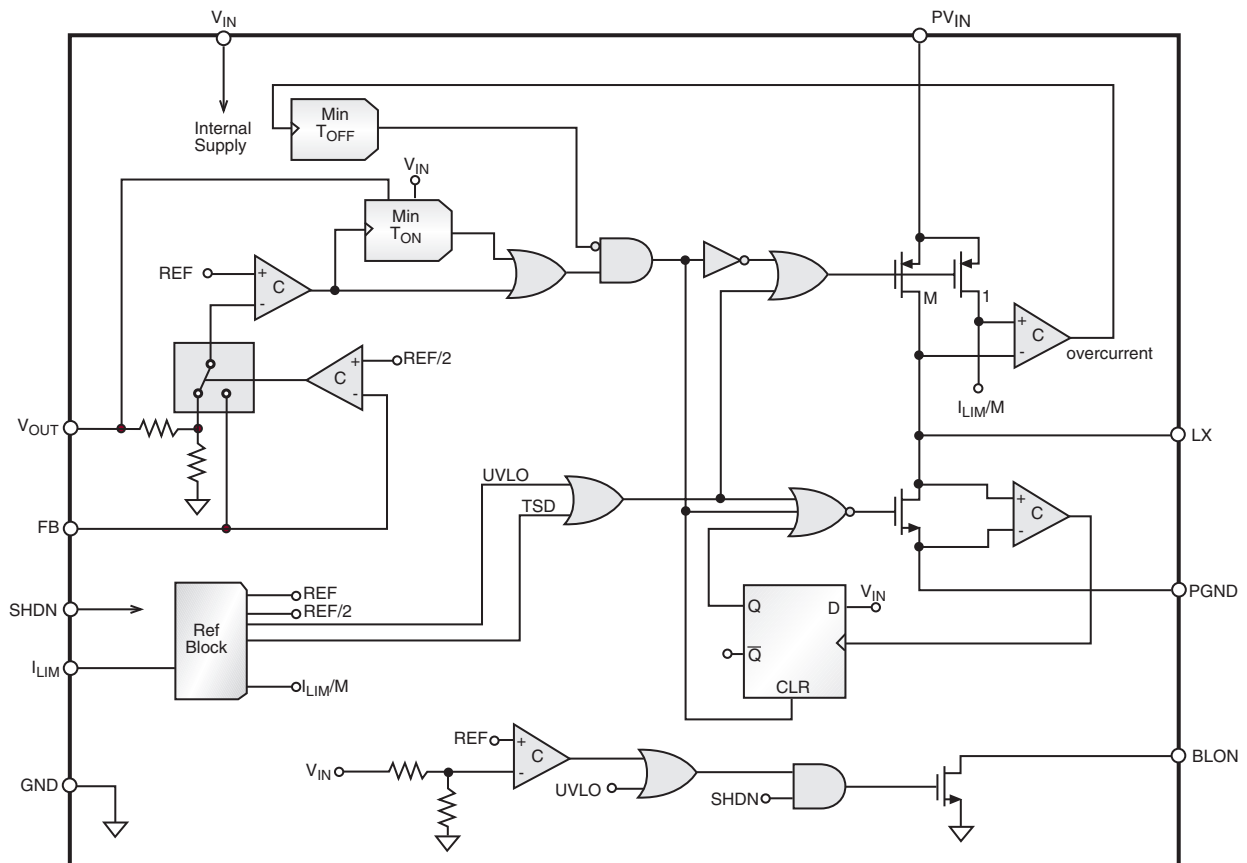 VIN
PVIN
Internal
Supply
Min
TOFF
VIN
Min
TON
REF
+
C
-
M
1
+
C
-
overcurrent
ILIM/M
+
C
-
REF/2
VOUT
LX
UVLO
TSD
+
C
-
FB
SHDN
Ref
Block
REF
REF/2
ILIM
ILIM/M
Q
D
VIN
Q̅
CLR
PGND
REF
+
C
-
VIN
UVLO
SHDN
BLON
GND